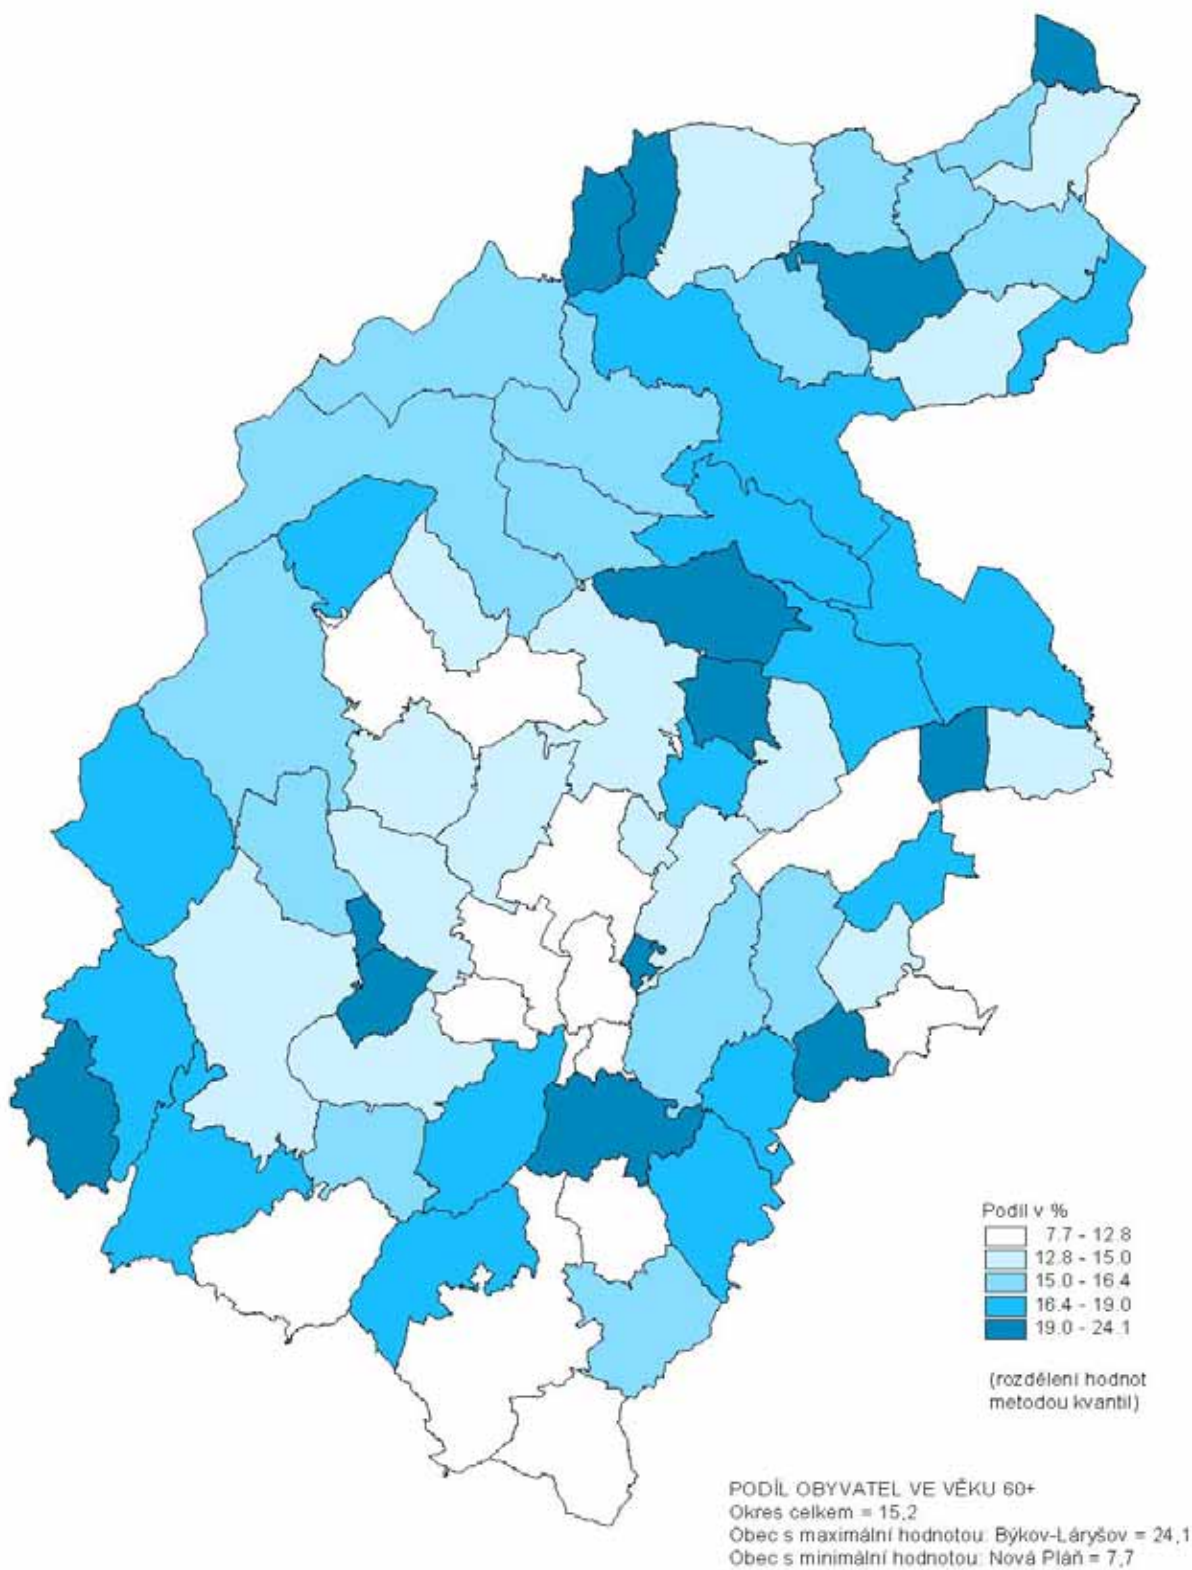 Podíl v %
7.7 - 12.8
12.8 - 15.0
15.0 - 16.4
16.4 - 19.0
19.0 - 24.1
(rozdělení hodnot
metodou kvantil)
PODÍL OBYVATEL VE VĚKU 60+
Okres celkem = 15,2
Obec s maximální hodnotou: Býkov-Láryšov = 24,1
Obec s minimální hodnotou: Nová Pláň = 7,7